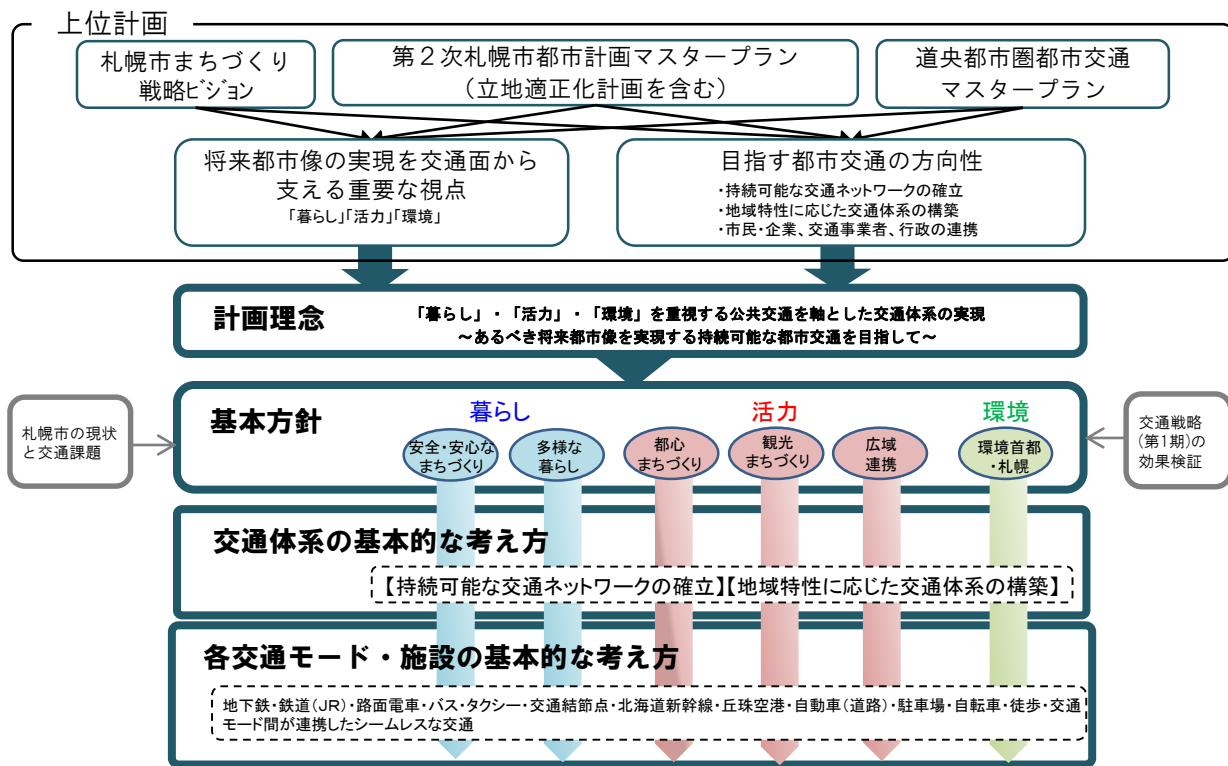 上位計画
札幌市まちづくり
戦略ﾋﾞｼﾞｮﾝ
第２次札幌市都市計画マスタープラン
（立地適正化計画を含む）
道央都市圏都市交通
マスタープラン
将来都市像の実現を交通面から
支える重要な視点
「暮らし」「活力」「環境」
目指す都市交通の方向性
・持続可能な交通ネットワークの確立
・地域特性に応じた交通体系の構築
・市民・企業、交通事業者、行政の連携
計画理念
「暮らし」・「活力」・「環境」を重視する公共交通を軸とした交通体系の実現
～あるべき将来都市像を実現する持続可能な都市交通を目指して～
札幌市の現状
と交通課題
基本方針
暮らし
活力
環境
安全・安心な
まちづくり
多様な
暮らし
都心
まちづくり
観光
まちづくり
広域
連携
環境首都
・札幌
交通戦略
(第1期)の
効果検証
交通体系の基本的な考え方
【持続可能な交通ネットワークの確立】【地域特性に応じた交通体系の構築】
各交通モード・施設の基本的な考え方
地下鉄・鉄道(JR)・路面電車・バス・タクシー・交通結節点・北海道新幹線・丘珠空港・自動車(道路)・駐車場・自転車・徒歩・交通
モード間が連携したシームレスな交通